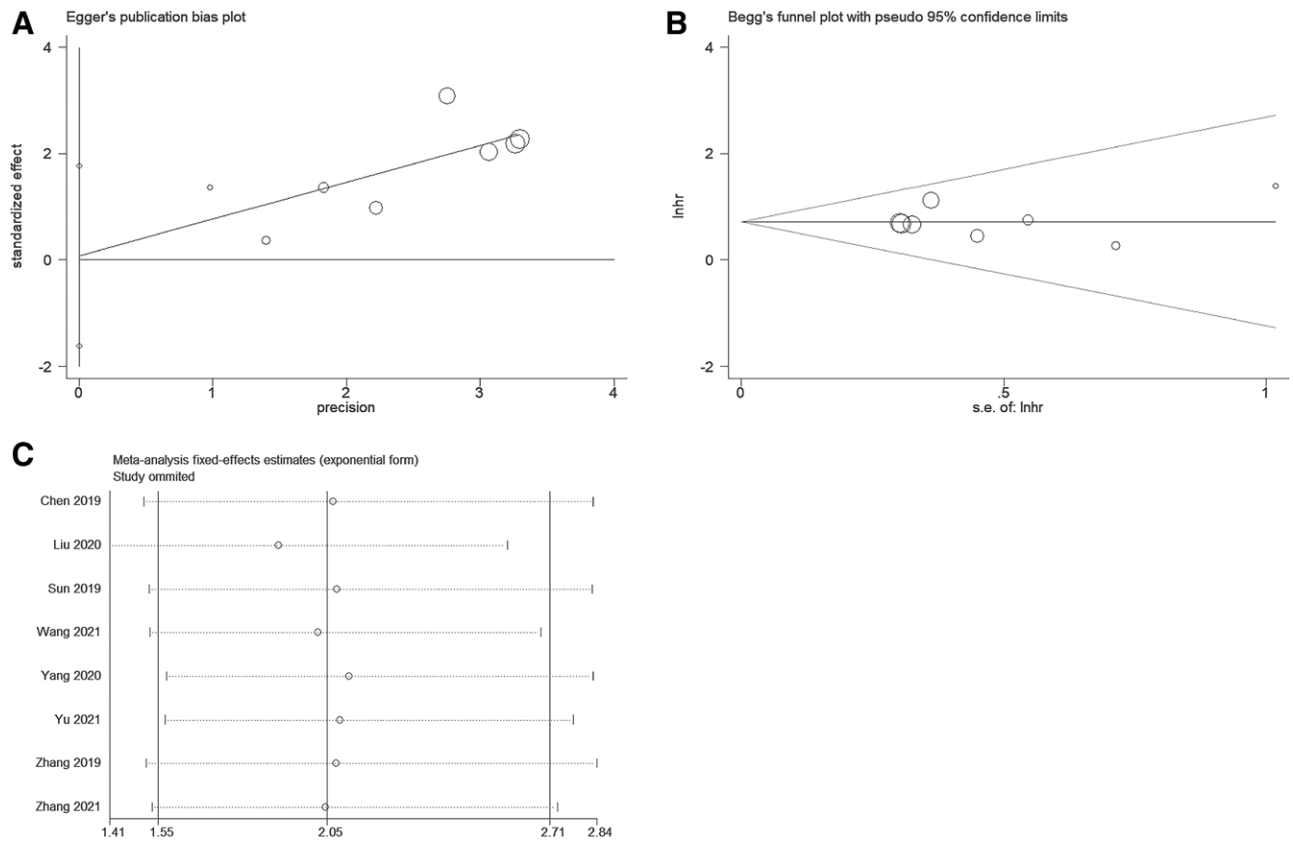 A
Egger's publication bias plot
4
2
0
-2
standardized effect
0 1 2 3 4
precision
B
Begg's funnel plot with pseudo 95% confidence limits
4
2
0
-2
lnhr
0 .5 1
s.e. of: lnhr
C
Meta-analysis fixed-effects estimates (exponential form)
Study ommited
Chen 2019
Liu 2020
Sun 2019
Wang 2021
Yang 2020
Yu 2021
Zhang 2019
Zhang 2021
1.41 1.55 2.05 2.71 2.84